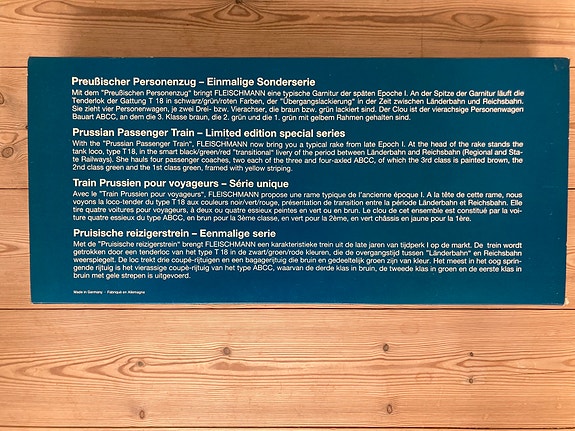 Preußischer Personenzug – Einmalige Sonderserie
Mit dem "Preußischen Personenzug" bringt FLEISCHMANN eine typische Garnitur der späten Epoche I. An der Spitze der Garnitur läuft die
Tenderlok der Gattung T 18 in schwarz/grün/roten Farben, der "Übergangslackierung" in der Zeit zwischen Länderbahn und Reichsbahn.
Sie zieht vier Personenwagen, je zwei Drei- bzw. Vierachser, die braun bzw. grün lackiert sind. Der Clou ist der vierachsige Personenwagen
Bauart ABCC, an dem die 3. Klasse braun, die 2. grün und die 1. grün mit gelbem Rahmen gehalten sind.
Prussian Passenger Train – Limited edition special series
With the "Prussian Passenger Train", FLEISCHMANN now bring you a typical rake from late Epoch I. At the head of the rake stands the
tank loco, type T 18, in the smart black/green/red "transitional" livery of the period between Länderbahn and Reichsbahn (Regional and Sta-
te Railways). She hauls four passenger coaches, two each of the three and four-axled ABCC, of which the 3rd class is painted brown, the
2nd class green and the 1st class green, framed with yellow striping.
Train Prussien pour voyageurs – Série unique
Avec le "Train Prussien pour voyageurs", FLEISCHMANN propose une rame typique de l'ancienne époque I. A la tête de cette rame, nous
voyons la loco-tender du type T 18 aux couleurs noir/vert/rouge, présentation de transition entre la période Länderbahn et Reichsbahn. Elle
tire quatre voitures pour voyageurs, à deux ou quatre essieux peintes en vert ou en brun. Le clou de cet ensemble est constitué par la voi-
ture quatre essieux du type ABCC, en brun pour la 3ème classe, en vert pour la 2ème, en vert châssis en jaune pour la 1ère.
Pruisische reizigerstrein – Eenmalige serie
Met de "Pruisische reizigerstrein" brengt FLEISCHMANN een karakteristieke trein uit de late jaren van tijdperk I op de markt. De trein wordt
getrokken door een tenderloc van het type T 18 in de zwart/groen/rode kleuren, die de overgangstijd tussen "Länderbahn" en Reichsbahn
weerspiegelt. De loc trekt drie coupé-rijtuigen en een bagagerijtuig die bruin en gedeeltelijk groen zijn van kleur. Het meest in het oog sprin-
gende rijtuig is het vierassige coupé-rijtuig van het type ABCC, waarvan de derde klas in bruin, de tweede klas in groen en de eerste klas in
bruin met gele strepen is uitgevoerd.
Made in Germany · Fabriqué en Allemagne